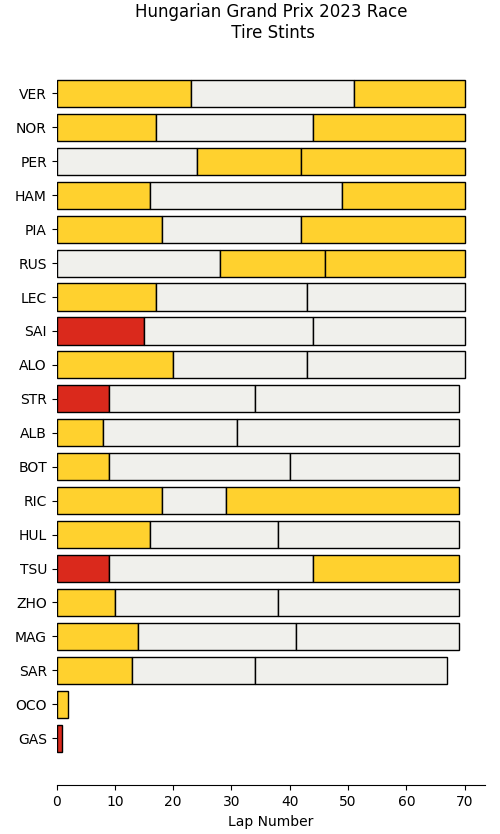 Hungarian Grand Prix 2023 Race
Tire Stints
VER
NOR
PER
HAM
PIA
RUS
LEC
SAI
ALO
STR
ALB
BOT
RIC
HUL
TSU
ZHO
MAG
SAR
OCO
GAS
0 10 20 30 40 50 60 70
Lap Number